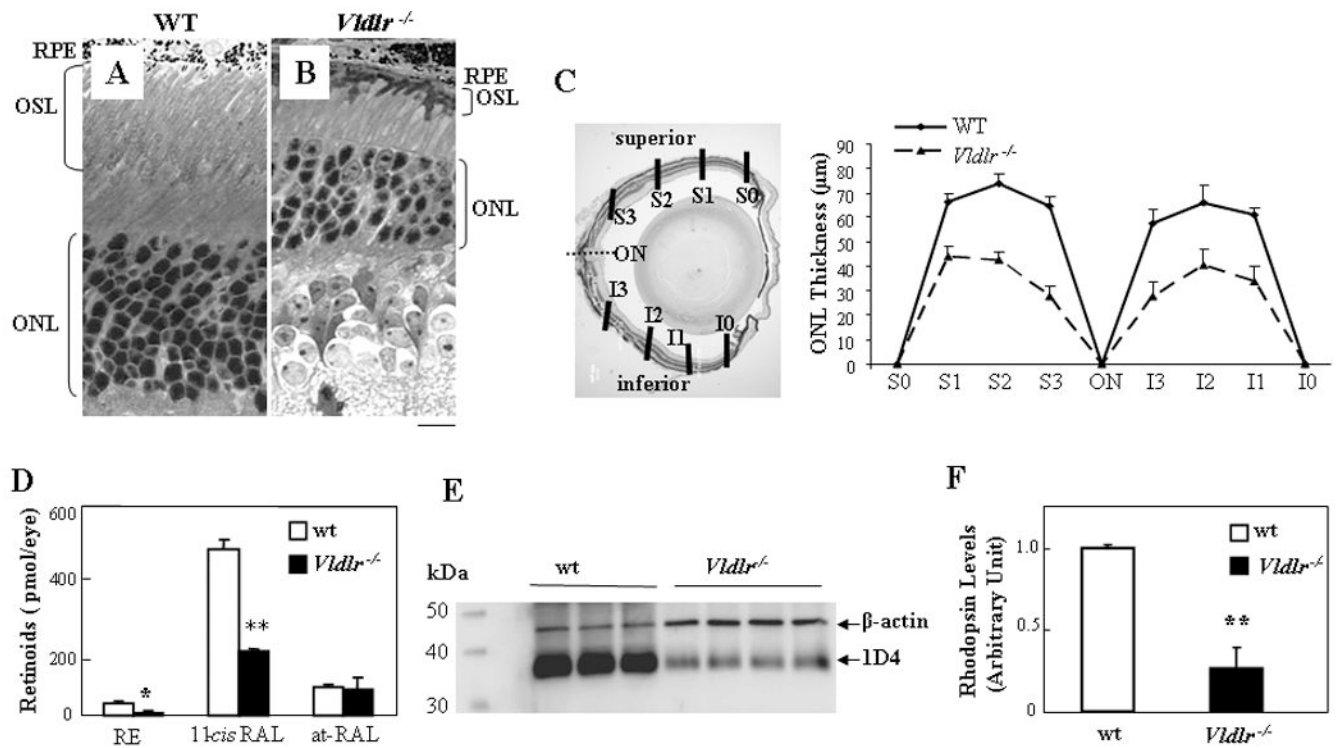 WT
Vldlr -/-
RPE
A
B
OSL
RPE
OSL
ONL
ONL
C
superior
S3
S2
S1
S0
ON
I3
I2
I1
I0
inferior
WT
Vldlr -/-
ONL Thickness (µm)
90
80
70
60
50
40
30
20
10
0
S0 S1 S2 S3 ON I3 I2 I1 I0
D
Retinoids ( pmol/eye)
600
400
200
0
wt
Vldlr -/-
*
**
RE 11cis RAL at-RAL
E
kDa
wt
Vldlr-/-
50
40
30
β-actin
1D4
F
Rhodopsin Levels
(Arbitrary Unit)
1.0
0.5
0
wt
Vldlr-/-
**
wt Vldlr-/-